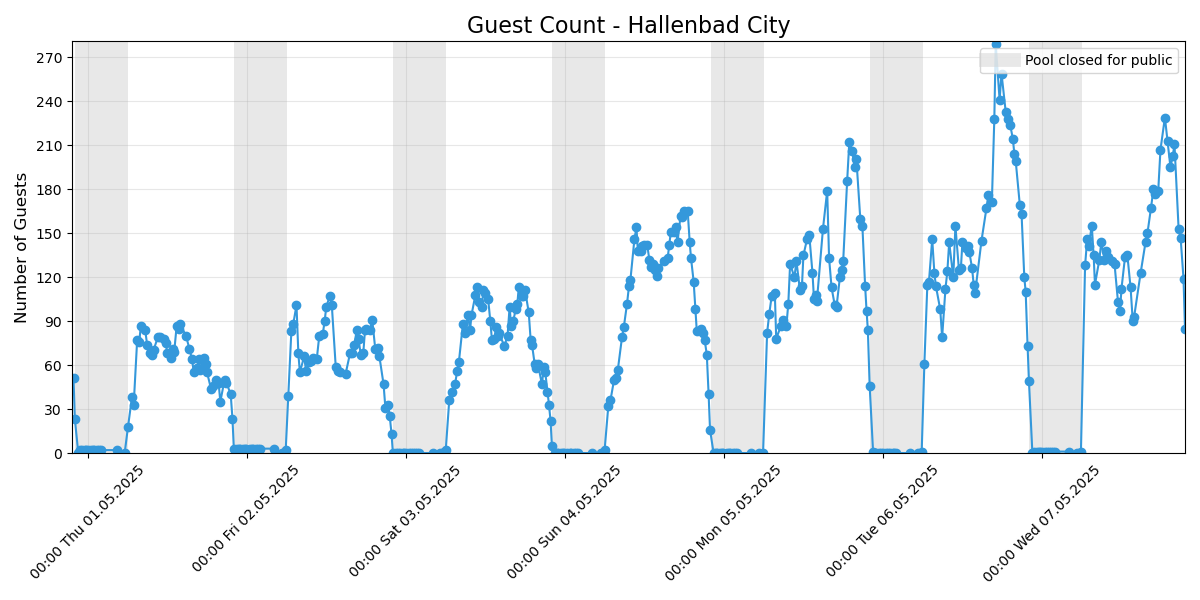 Guest Count - Hallenbad City
Pool closed for public
Number of Guests
270
240
210
180
150
120
90
60
30
0
00:00 Thu 01.05.2025
00:00 Fri 02.05.2025
00:00 Sat 03.05.2025
00:00 Sun 04.05.2025
00:00 Mon 05.05.2025
00:00 Tue 06.05.2025
00:00 Wed 07.05.2025